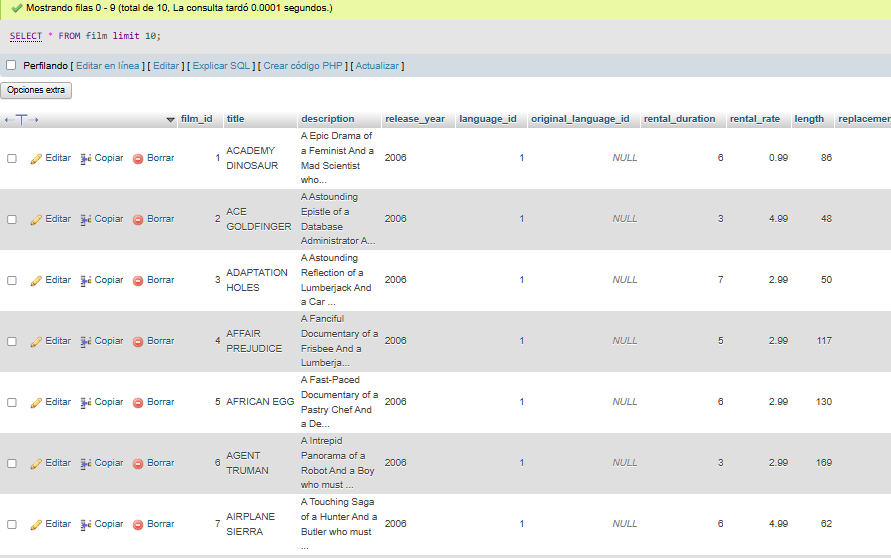 Mostrando filas 0 - 9 (total de 10, La consulta tardó 0.0001 segundos.)
SELECT * FROM film limit 10;
Perfilando [ Editar en línea ] [ Editar ] [ Explicar SQL ] [ Crear código PHP ] [ Actualizar ]
Opciones extra
←T→ film_id title description release_year language_id original_language_id rental_duration rental_rate length replacemen
Editar Copiar Borrar 1 ACADEMY DINOSAUR A Epic Drama of a Feminist And a Mad Scientist who... 2006 1 NULL 6 0.99 86
Editar Copiar Borrar 2 ACE GOLDFINGER A Astounding Epistle of a Database Administrator A... 2006 1 NULL 3 4.99 48
Editar Copiar Borrar 3 ADAPTATION HOLES A Astounding Reflection of a Lumberjack And a Car ... 2006 1 NULL 7 2.99 50
Editar Copiar Borrar 4 AFFAIR PREJUDICE A Fanciful Documentary of a Frisbee And a Lumberja... 2006 1 NULL 5 2.99 117
Editar Copiar Borrar 5 AFRICAN EGG A Fast-Paced Documentary of a Pastry Chef And a De... 2006 1 NULL 6 2.99 130
Editar Copiar Borrar 6 AGENT TRUMAN A Intrepid Panorama of a Robot And a Boy who must ... 2006 1 NULL 3 2.99 169
Editar Copiar Borrar 7 AIRPLANE SIERRA A Touching Saga of a Hunter And a Butler who must ... 2006 1 NULL 6 4.99 62